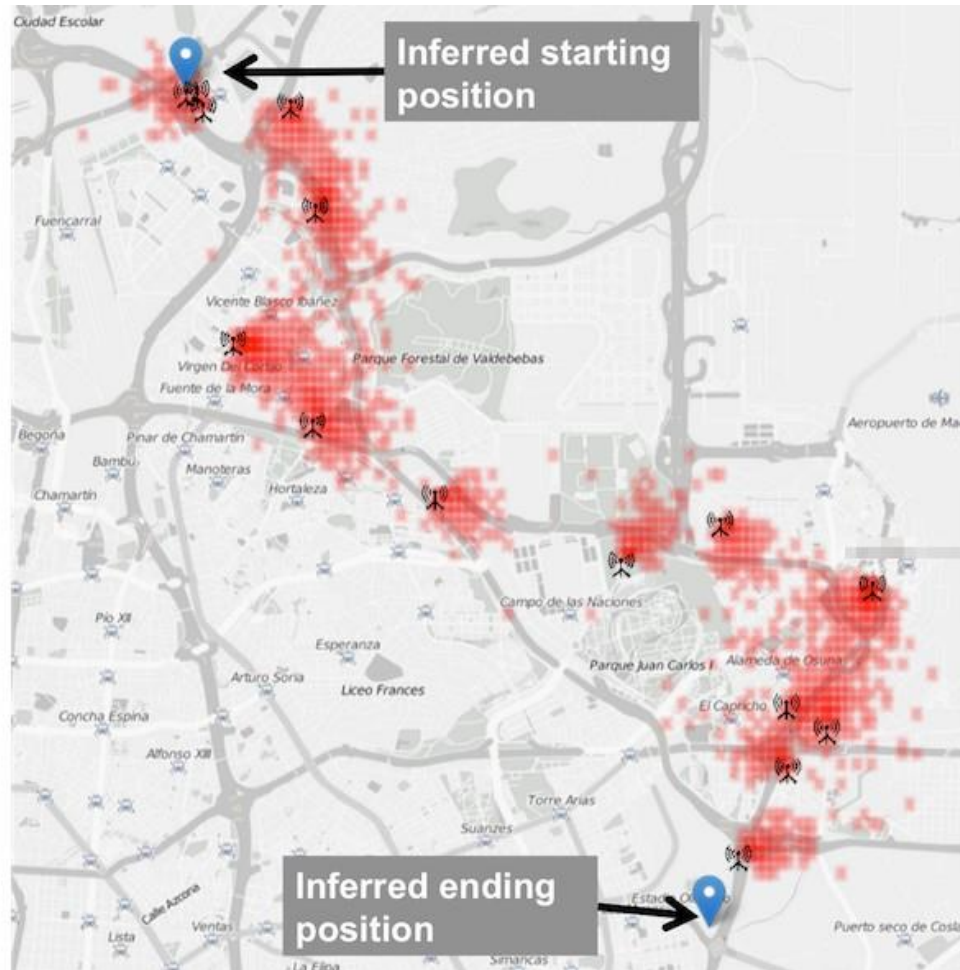 Ciudad Escolar
Inferred starting
position
Fuencarral
Vicente Blasco Ibáñez
Parque Forestal de Valdebebas
Virgen Del
Fuente de la Mora
Aeropuerto de Ma
Begoña
Pinar de Chamartín
Bambú
Manoteras
Chamartín
Hortaleza
Campo de las Naciones
Pío XII
Esperanza
Parque Juan Carlos I
Alameda de Osuna
Arturo Soria
Liceo Frances
El Capricho
Concha Espina
Alfonso XIII
Torre Arias
Suanzes
Inferred ending
position
Calle Azcona
Puerto seco de Cosla
Lista
Ventas
La Elipa
Simancas